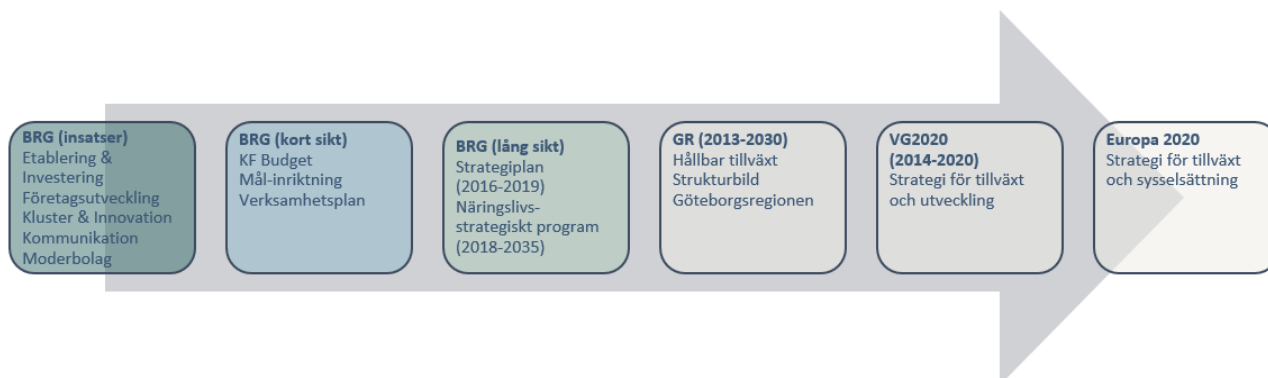 BRG (insatser)
Etablering &
Investering
Företagsutveckling
Kluster & Innovation
Kommunikation
Moderbolag
BRG (kort sikt)
KF Budget
Mål-inriktning
Verksamhetsplan
BRG (lång sikt)
Strategiplan
(2016-2019)
Näringslivs-
strategiskt program
(2018-2035)
GR (2013-2030)
Hållbar tillväxt
Strukturbild
Göteborgsregionen
VG2020
(2014-2020)
Strategi för tillväxt
och utveckling
Europa 2020
Strategi för tillväxt
och sysselsättning